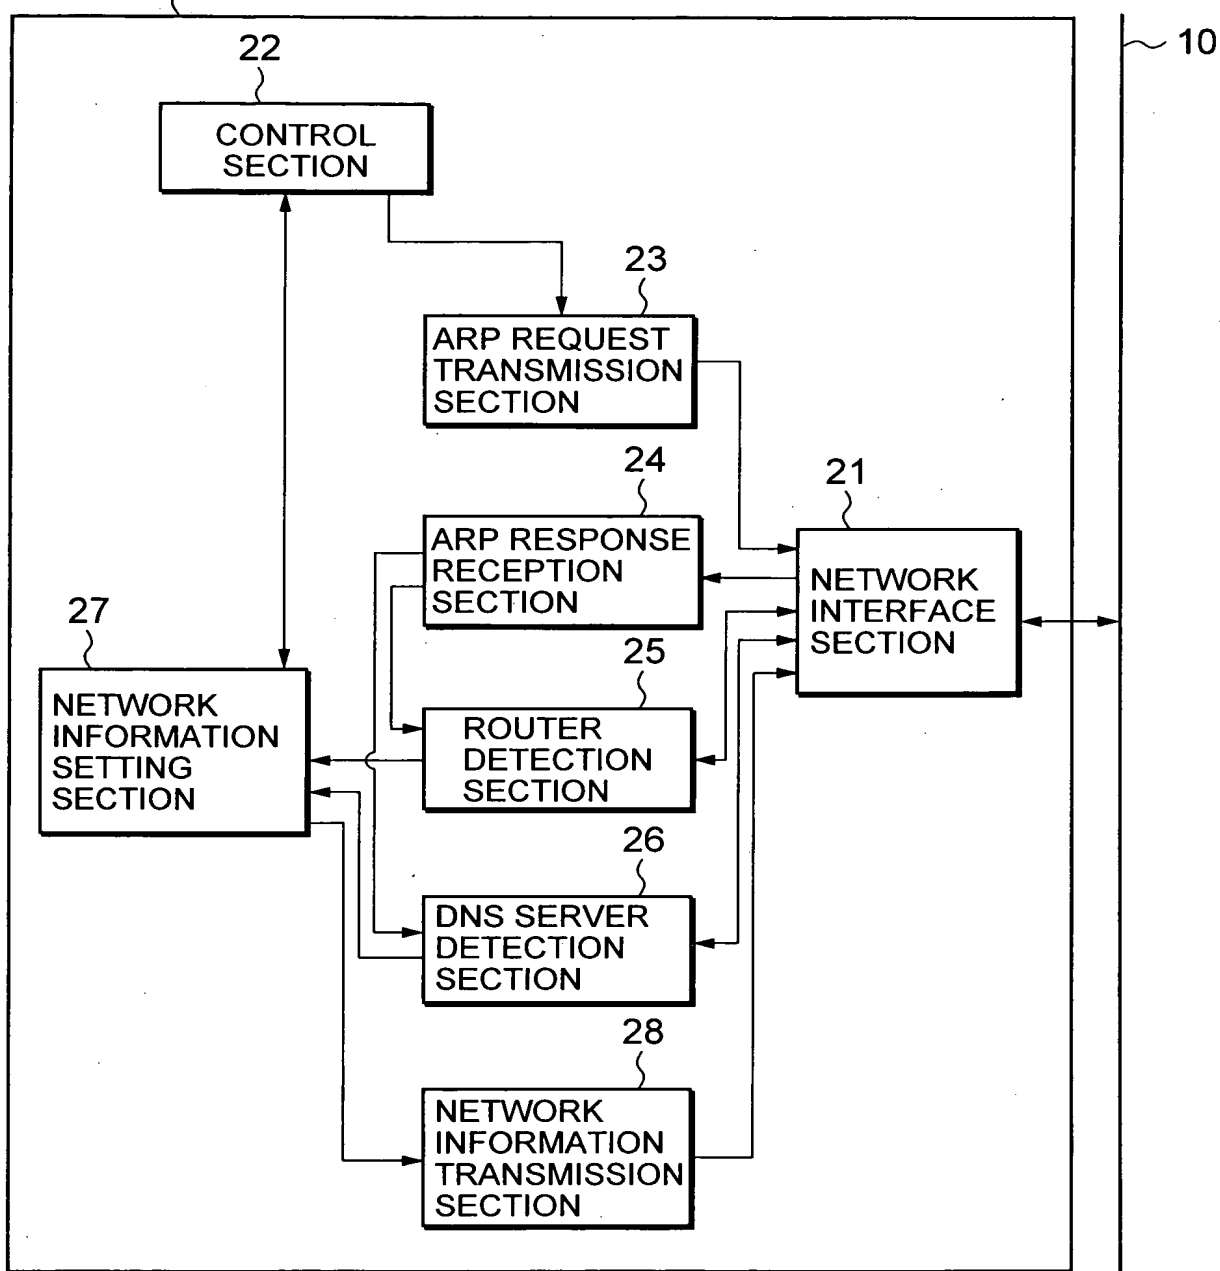 10
22
CONTROL
SECTION
23
ARP REQUEST
TRANSMISSION
SECTION
24
ARP RESPONSE
RECEPTION
SECTION
21
NETWORK
INTERFACE
SECTION
27
NETWORK
INFORMATION
SETTING
SECTION
25
ROUTER
DETECTION
SECTION
26
DNS SERVER
DETECTION
SECTION
28
NETWORK
INFORMATION
TRANSMISSION
SECTION